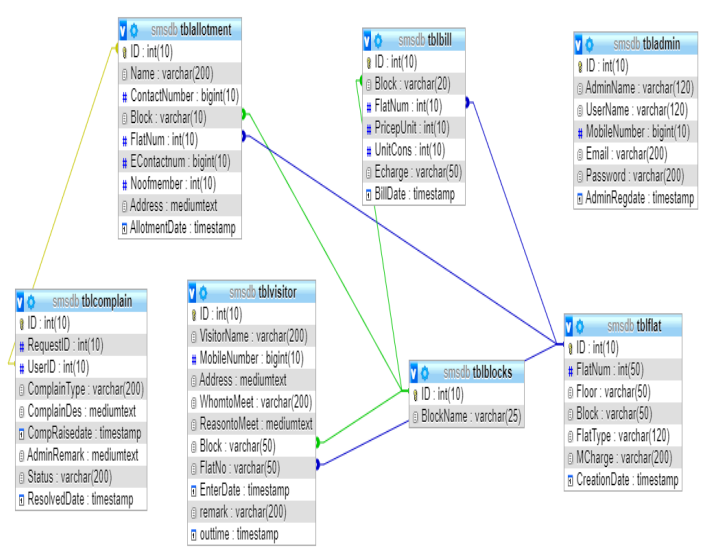 smsdb tblallotment
ID : int(10)
Name : varchar(200)
ContactNumber : bigint(10)
Block : varchar(10)
FlatNum : int(10)
EContactnum : bigint(10)
Noofmember : int(10)
Address : mediumtext
AllotmentDate : timestamp
smsdb tblbill
ID : int(10)
Block : varchar(20)
FlatNum : int(10)
PricepUnit : int(10)
UnitCons : int(10)
Echarge : varchar(50)
BillDate : timestamp
smsdb tbladmin
ID : int(10)
AdminName : varchar(120)
UserName : varchar(120)
MobileNumber : bigint(10)
Email : varchar(200)
Password : varchar(200)
AdminRegdate : timestamp
smsdb tblcomplain
ID : int(10)
RequestID : int(10)
UserID : int(10)
ComplainType : varchar(200)
ComplainDes : mediumtext
CompRaisedate : timestamp
AdminRemark : mediumtext
Status : varchar(200)
ResolvedDate : timestamp
smsdb tblvisitor
ID : int(10)
VisitorName : varchar(200)
MobileNumber : bigint(10)
Address : mediumtext
WhomtoMeet : varchar(200)
ReasontoMeet : mediumtext
Block : varchar(50)
FlatNo : varchar(50)
EnterDate : timestamp
remark : varchar(200)
outtime : timestamp
smsdb tblblocks
ID : int(10)
BlockName : varchar(25)
smsdb tblflat
ID : int(10)
FlatNum : int(50)
Floor : varchar(50)
Block : varchar(50)
FlatType : varchar(120)
MCharge : varchar(200)
CreationDate : timestamp